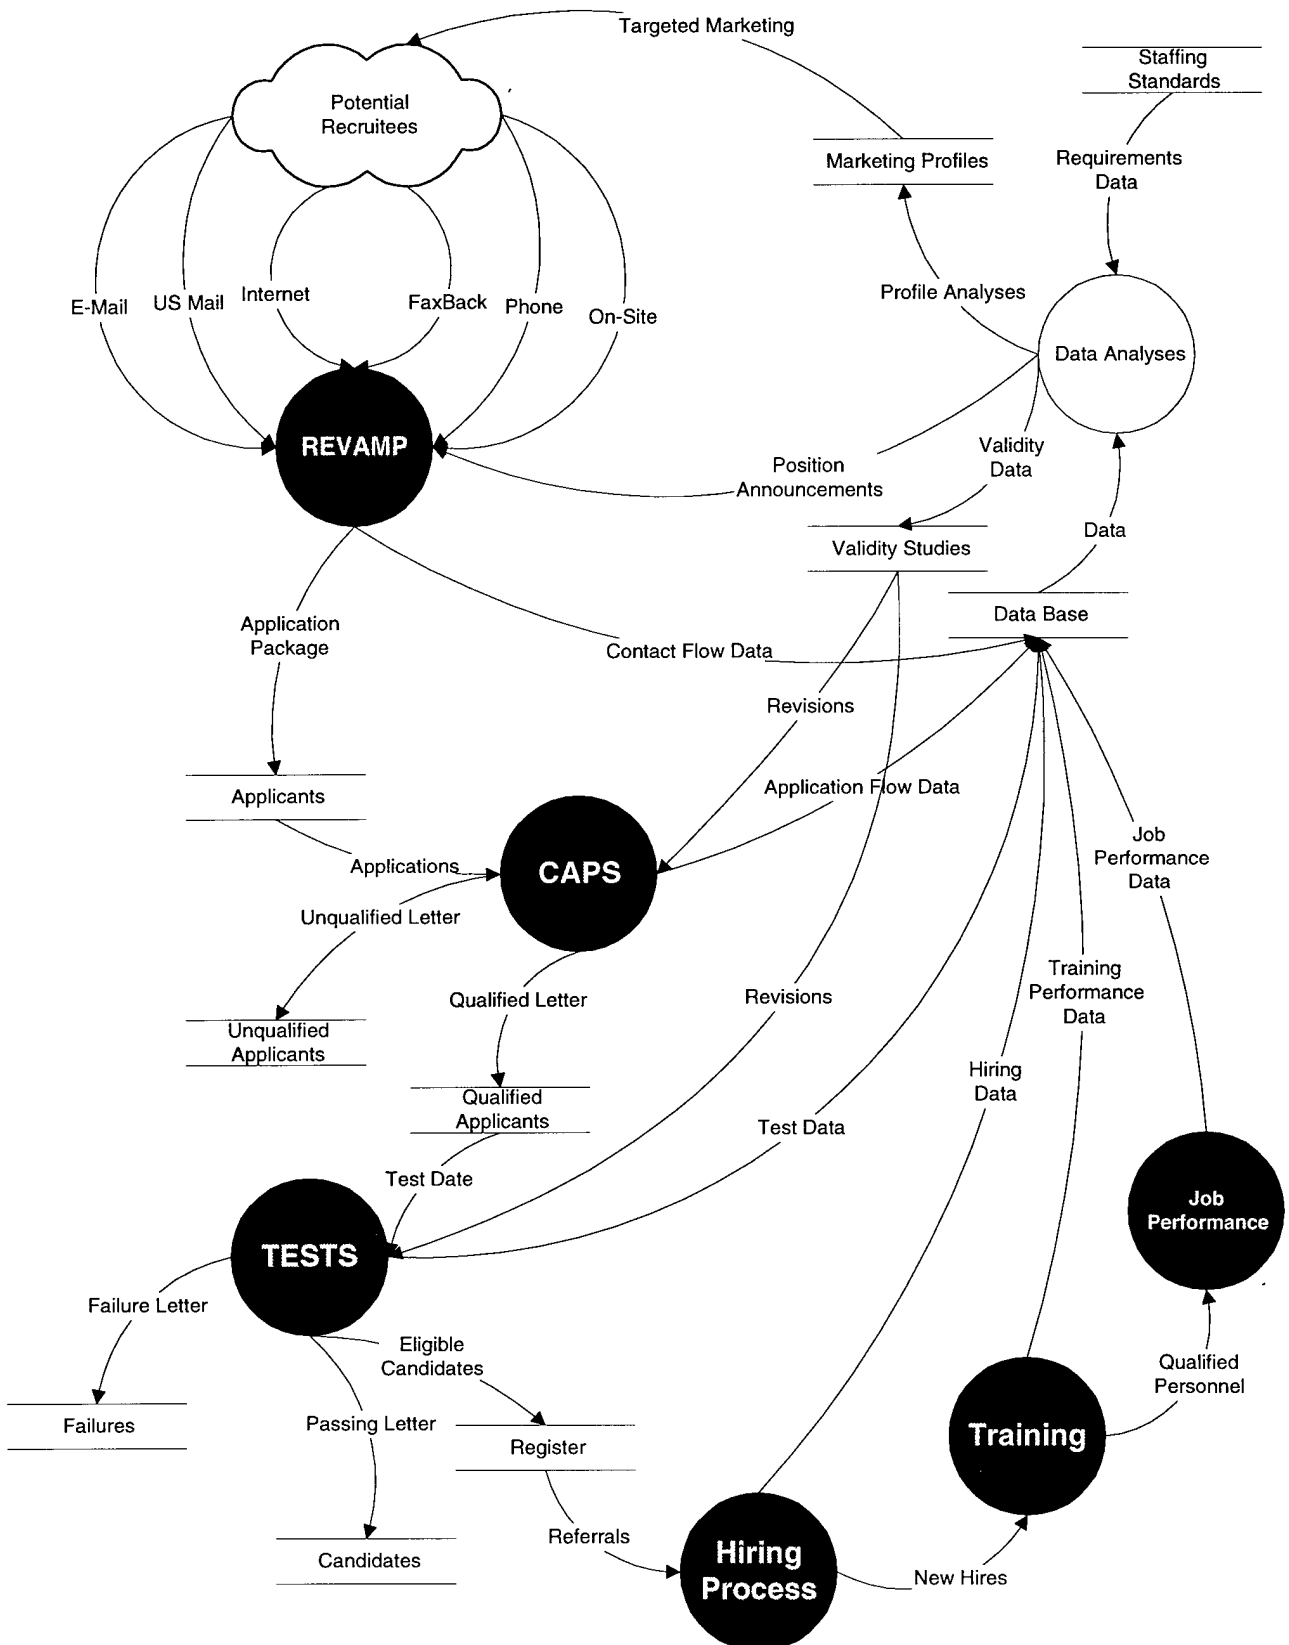 Targeted Marketing
Staffing
Standards
Potential
Recruitees
Marketing Profiles
Requirements
Data
E-Mail
US Mail
Internet
FaxBack
Phone
On-Site
Profile Analyses
Data Analyses
REVAMP
Position
Announcements
Validity
Data
Validity Studies
Data
Data Base
Application
Package
Contact Flow Data
Revisions
Applicants
Application Flow Data
Job
Performance
Data
Applications
CAPS
Unqualified Letter
Qualified Letter
Revisions
Training
Performance
Data
Unqualified
Applicants
Hiring
Data
Qualified
Applicants
Test Data
Test Date
Job
Performance
TESTS
Failure Letter
Eligible
Candidates
Qualified
Personnel
Failures
Passing Letter
Register
Training
Referrals
Candidates
Hiring
Process
New Hires